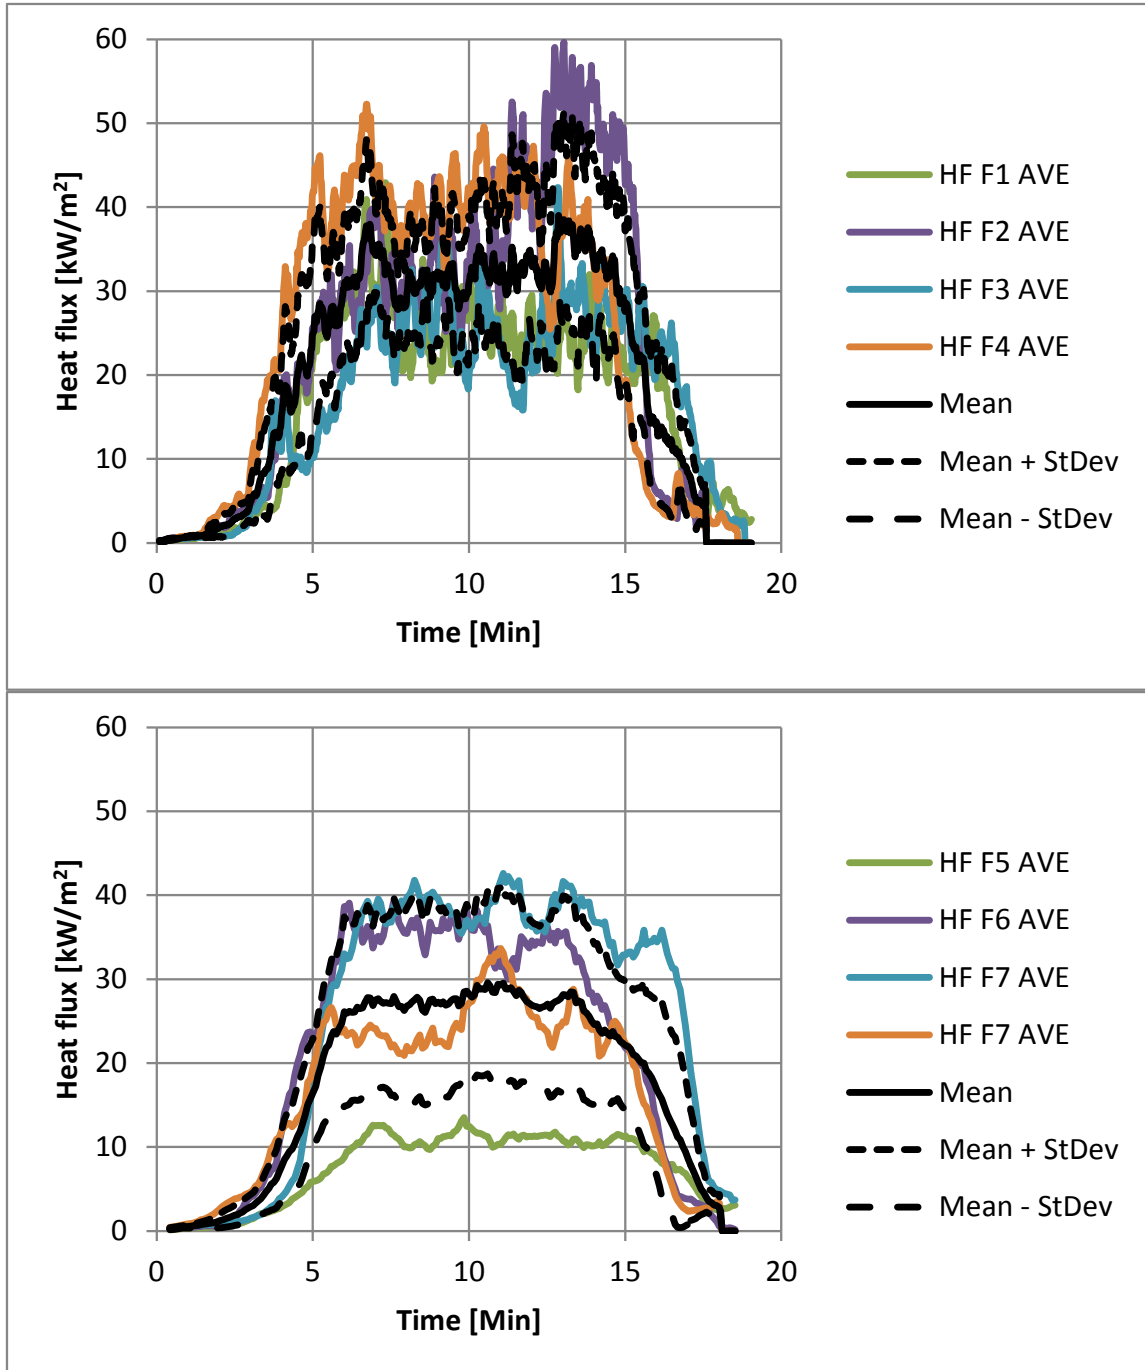 60
50
40
30
20
10
0
Heat flux [kW/m²]
0 5 10 15 20
Time [Min]
HF F1 AVE
HF F2 AVE
HF F3 AVE
HF F4 AVE
Mean
Mean + StDev
Mean - StDev
60
50
40
30
20
10
0
Heat flux [kW/m²]
0 5 10 15 20
Time [Min]
HF F5 AVE
HF F6 AVE
HF F7 AVE
HF F7 AVE
Mean
Mean + StDev
Mean - StDev